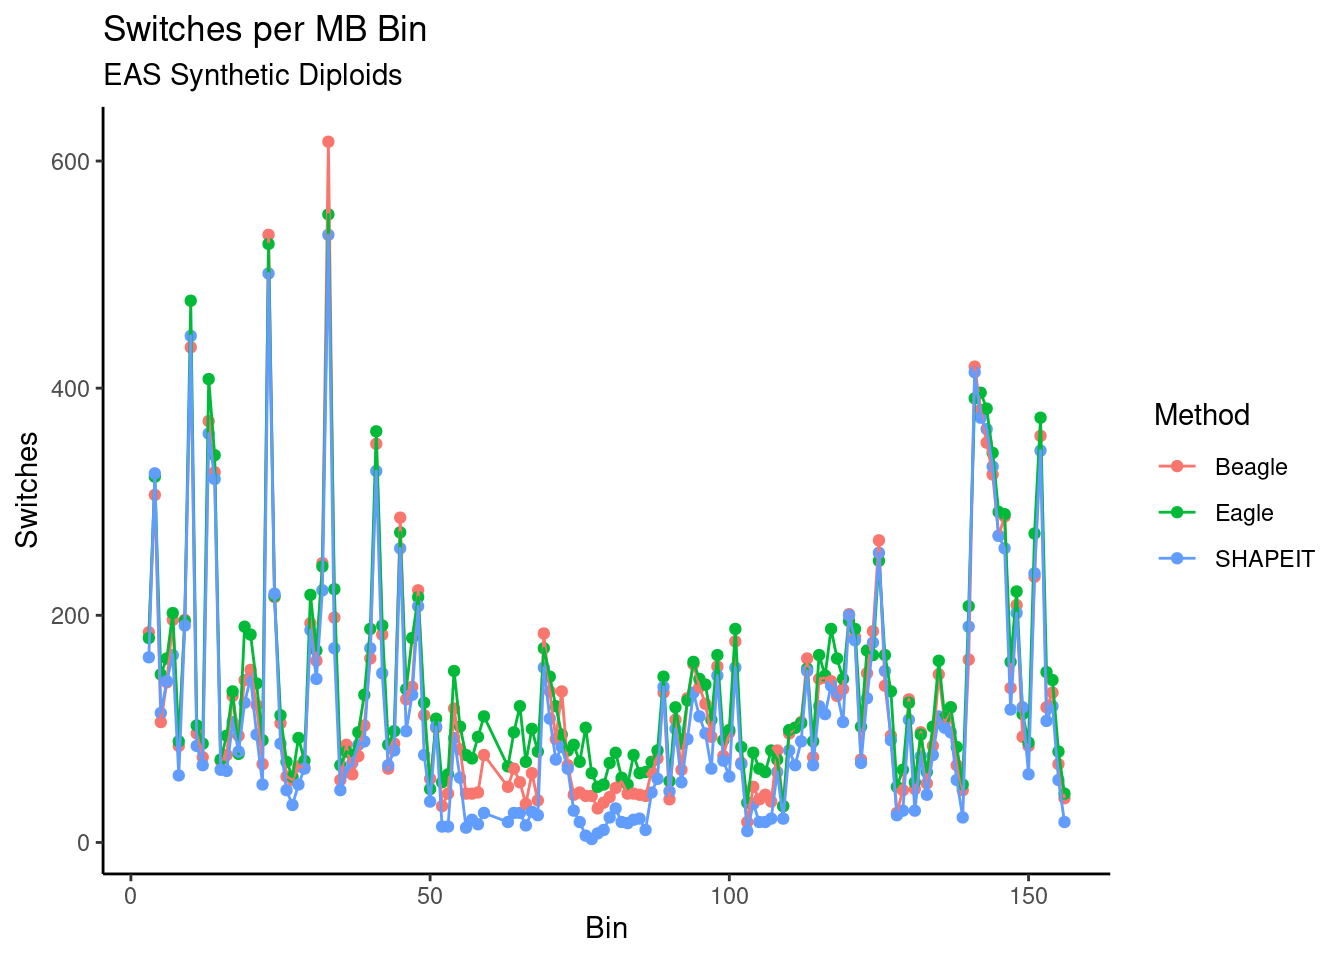 Switches per MB Bin
EAS Synthetic Diploids
600
400
200
0
Switches
0 50 100 150
Bin
Method
Beagle
Eagle
SHAPEIT